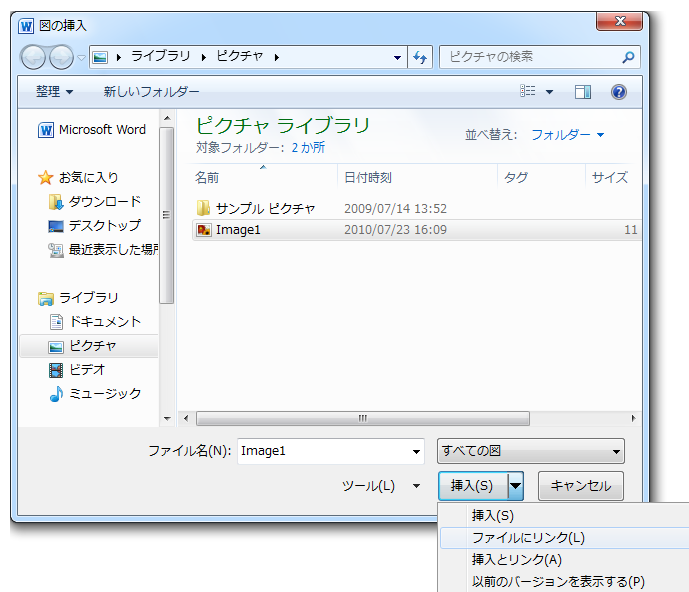 図の挿入
ライブラリ ピクチャ
ピクチャの検索
整理 新しいフォルダー
Microsoft Word
お気に入り
ダウンロード
デスクトップ
最近表示した場所
ライブラリ
ドキュメント
ピクチャ
ビデオ
ミュージック
ピクチャ ライブラリ
対象フォルダー: 2 か所
並べ替え: フォルダー
名前 日付時刻 タグ サイズ
サンプル ピクチャ 2009/07/14 13:52
Image1 2010/07/23 16:09 11
ファイル名(N): Image1 すべての図
ツール(L) 挿入(S) キャンセル
挿入(S)
ファイルにリンク(L)
挿入とリンク(A)
以前のバージョンを表示する(P)